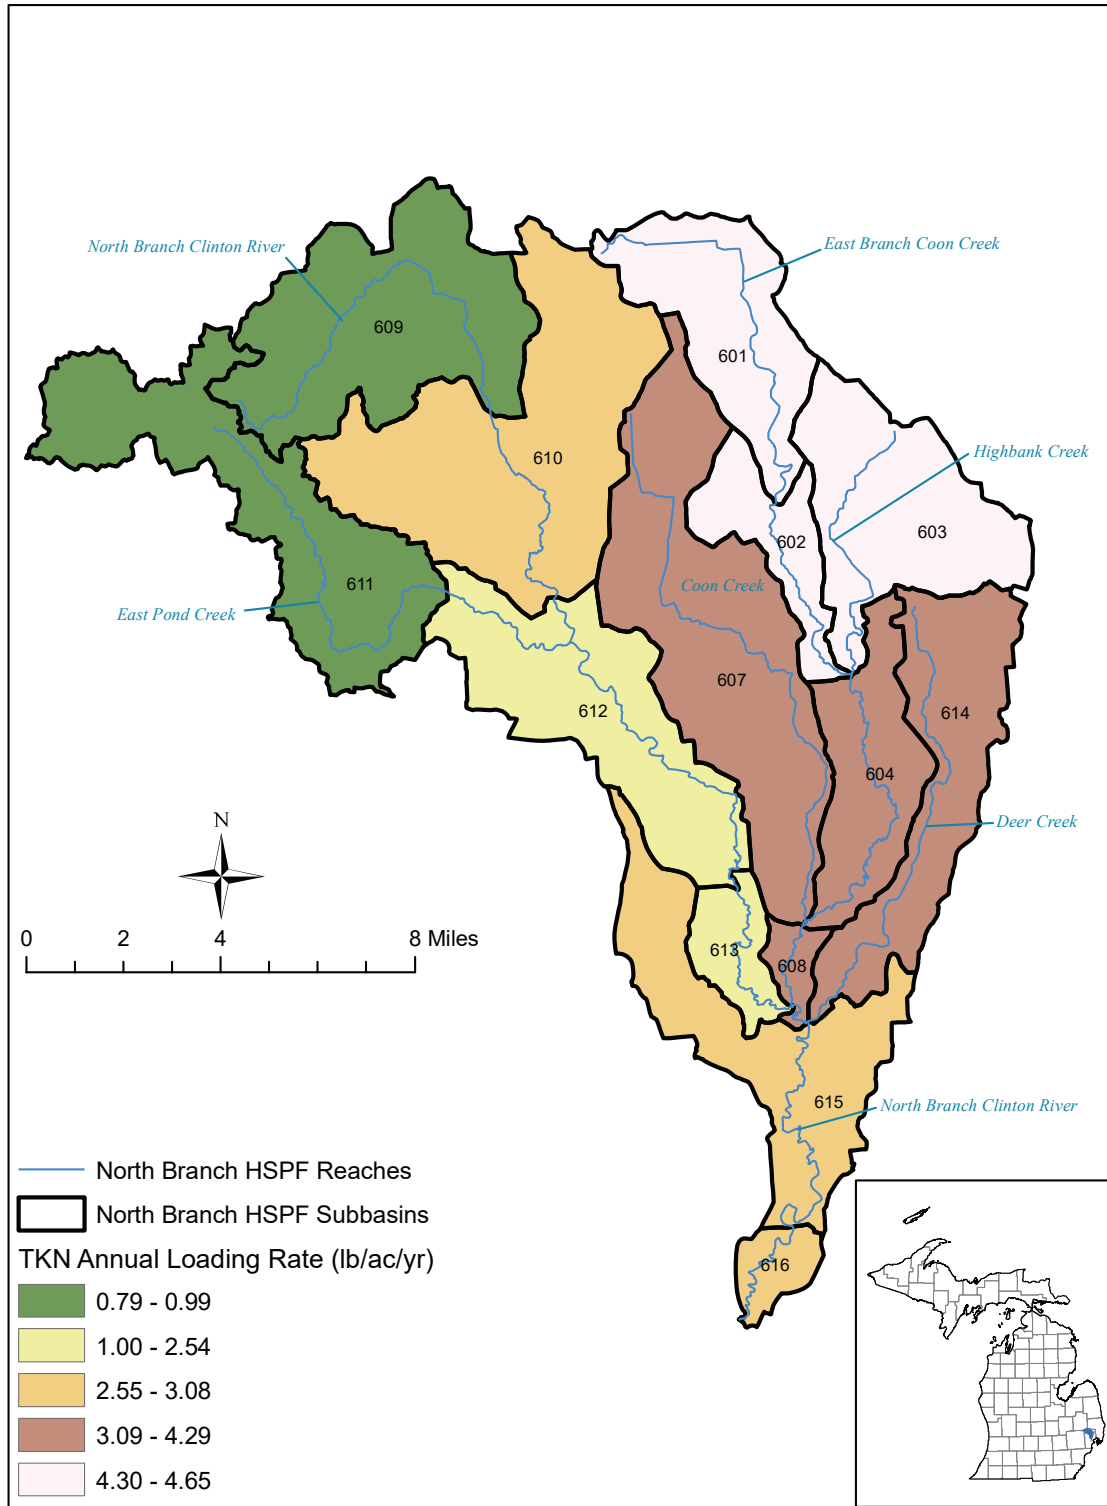 North Branch Clinton River
East Branch Coon Creek
609
601
610
Highbank Creek
603
602
611
Coon Creek
East Pond Creek
607
612
614
604
N
Deer Creek
0 2 4 8 Miles
613
608
615
North Branch Clinton River
616
North Branch HSPF Reaches
North Branch HSPF Subbasins
TKN Annual Loading Rate (lb/ac/yr)
0.79 - 0.99
1.00 - 2.54
2.55 - 3.08
3.09 - 4.29
4.30 - 4.65